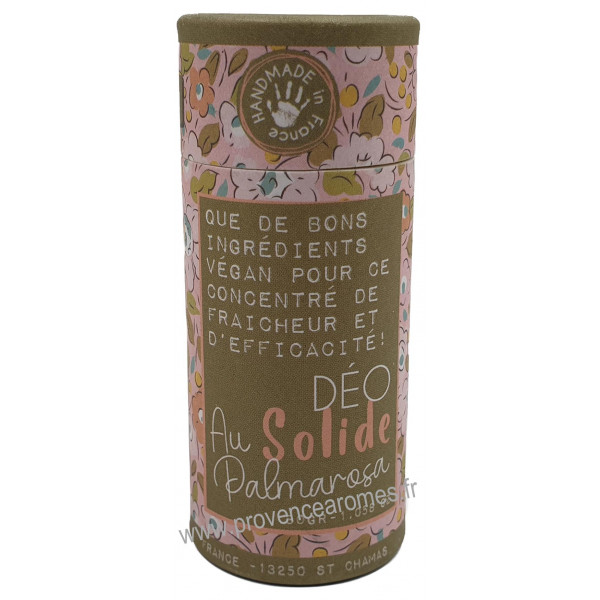 HANDMADE in France
QUE DE BONS
INGRÉDIENTS
VÉGAN POUR CE
CONCENTRÉ DE
FRAICHEUR ET
D'EFFICACITÉ!
DÉO
Au Solide
Palmarosa
www.provencearomes.fr
FRANCE -13250 ST CHAMAS